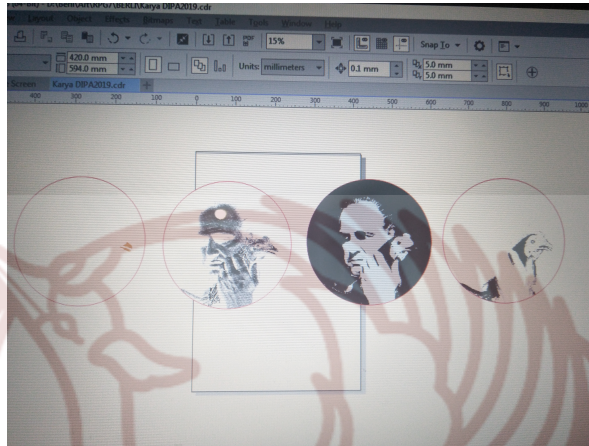 Layout Object Effects Bitmaps Text Table Tools Window Help
PDF 15% Snap To
420.0 mm
594.0 mm
Units: millimeters 0.1 mm 5.0 mm
5.0 mm
Screen Karya DIPA2019.cdr
400 300 200 100 0 100 200 300 400 500 600 700 800 900 1000